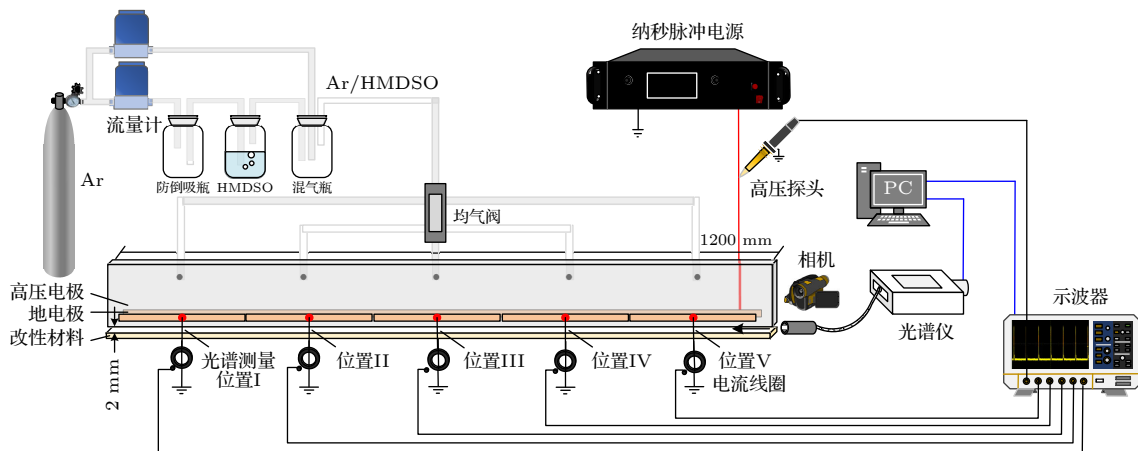 纳秒脉冲电源
Ar/HMDSO
流量计
Ar
防倒吸瓶
HMDSO
混气瓶
高压探头
PC
均气阀
1200 mm
相机
高压电极
地电极
改性材料
光谱仪
示波器
2 mm
光谱测量
位置I
位置II
位置III
位置IV
位置V
电流线圈